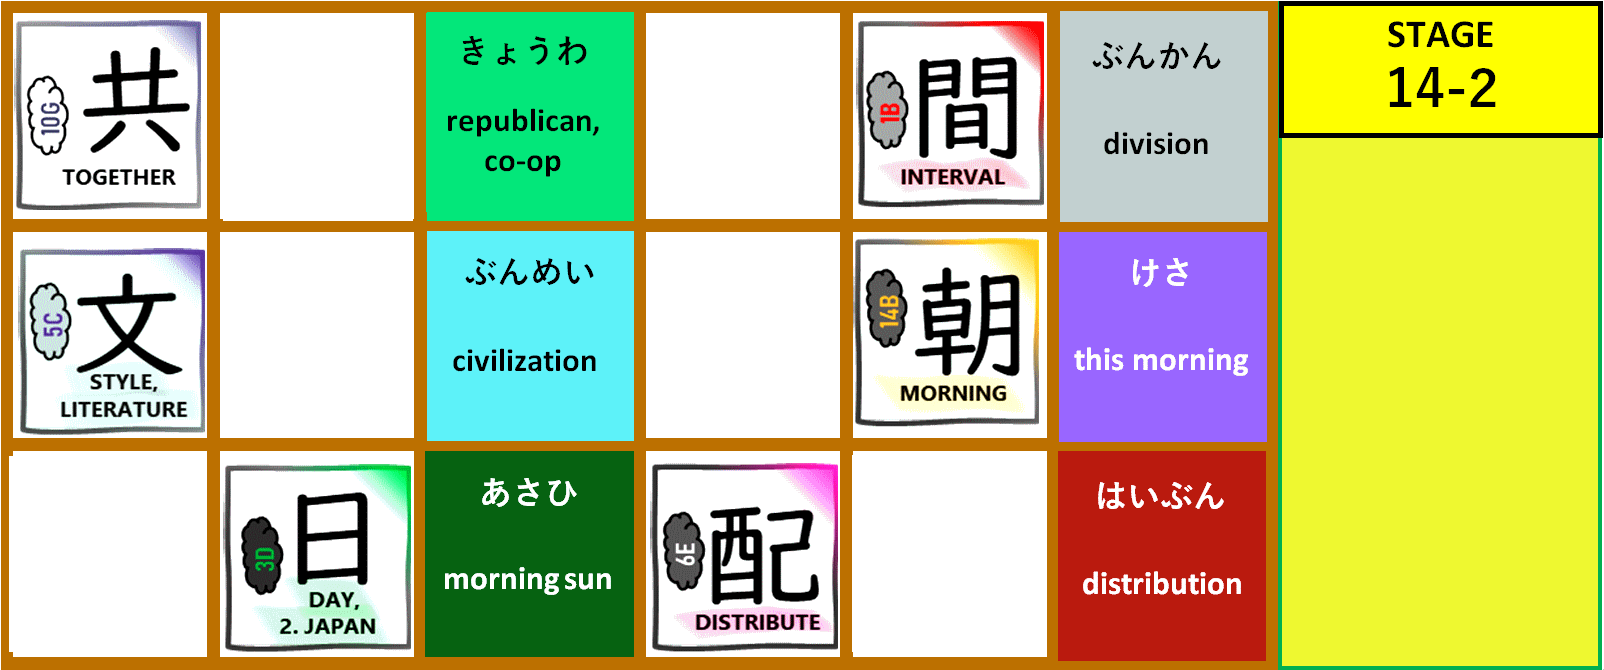 10G
共
TOGETHER
きょうわ
republican,
co-op
1B
間
INTERVAL
ぶんかん
division
STAGE
14-2
5C
文
STYLE,
LITERATURE
ぶんめい
civilization
14B
朝
MORNING
けさ
this morning
3D
日
DAY,
2. JAPAN
あさひ
morning sun
6E
配
DISTRIBUTE
はいぶん
distribution